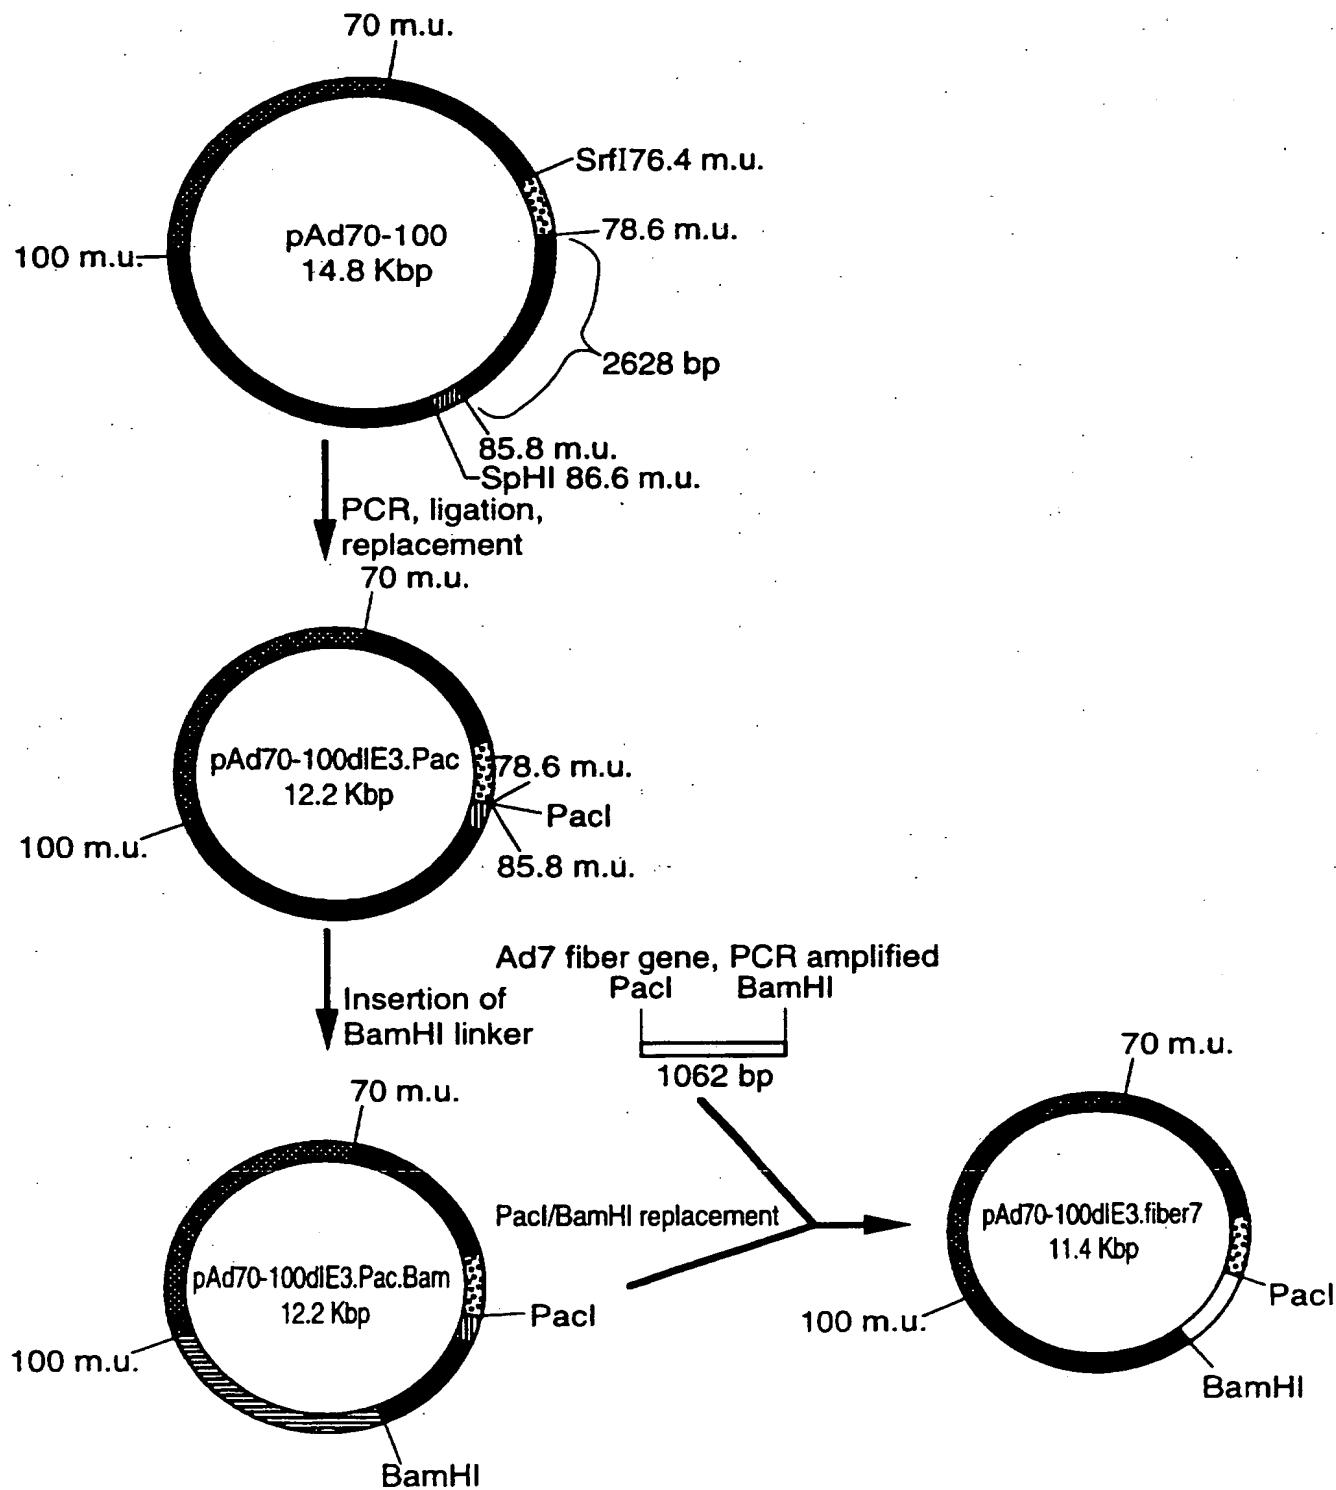 70 m.u.
SrfI76.4 m.u.
78.6 m.u.
pAd70-100
14.8 Kbp
100 m.u.
2628 bp
85.8 m.u.
SpHI 86.6 m.u.
PCR, ligation,
replacement
70 m.u.
pAd70-100dlE3.Pac
12.2 Kbp
78.6 m.u.
PacI
100 m.u.
85.8 m.u.
Insertion of
BamHI linker
Ad7 fiber gene, PCR amplified
PacI BamHI
1062 bp
70 m.u.
pAd70-100dlE3.Pac.Bam
12.2 Kbp
PacI
100 m.u.
BamHI
PacI/BamHI replacement
70 m.u.
pAd70-100dlE3.fiber7
11.4 Kbp
PacI
100 m.u.
BamHI